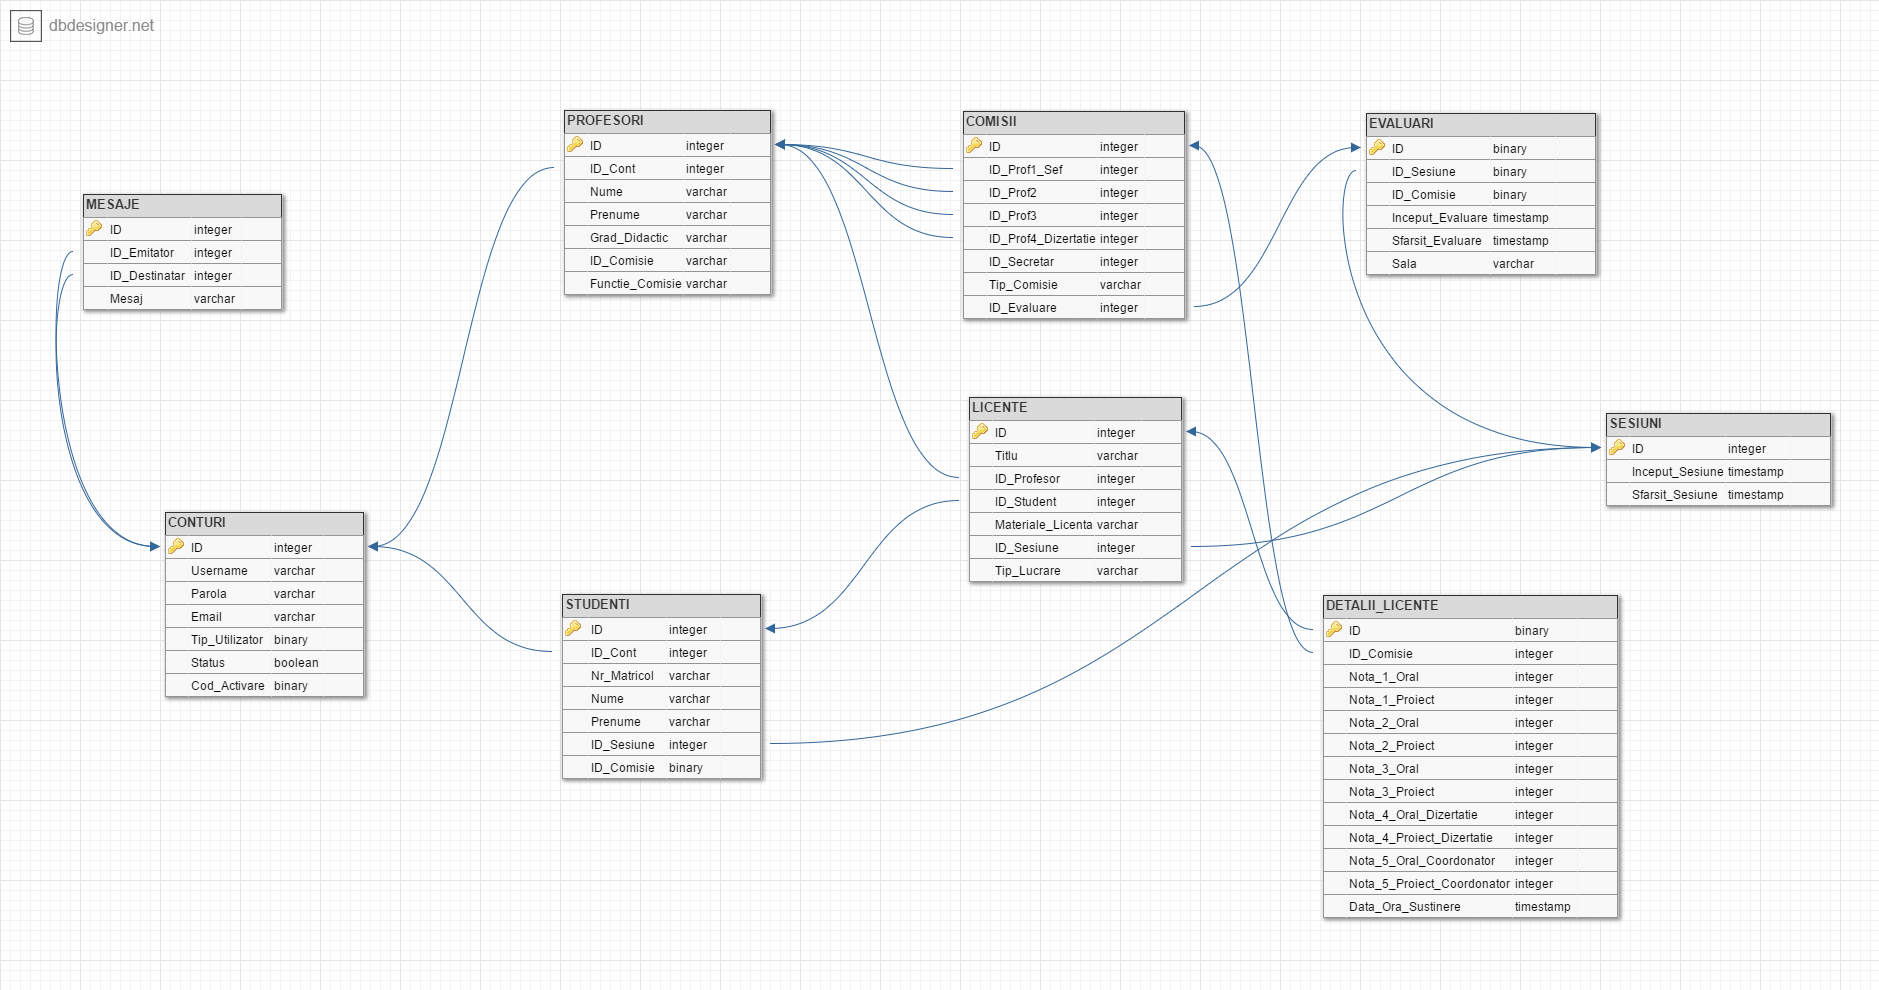 dbdesigner.net
MESAJE
ID integer
ID_Emitator integer
ID_Destinatar integer
Mesaj varchar
CONTURI
ID integer
Username varchar
Parola varchar
Email varchar
Tip_Utilizator binary
Status boolean
Cod_Activare binary
PROFESORI
ID integer
ID_Cont integer
Nume varchar
Prenume varchar
Grad_Didactic varchar
ID_Comisie varchar
Functie_Comisie varchar
STUDENTI
ID integer
ID_Cont integer
Nr_Matricol varchar
Nume varchar
Prenume varchar
ID_Sesiune integer
ID_Comisie binary
COMISII
ID integer
ID_Prof1_Sef integer
ID_Prof2 integer
ID_Prof3 integer
ID_Prof4_Dizertatie integer
ID_Secretar integer
Tip_Comisie varchar
ID_Evaluare integer
LICENTE
ID integer
Titlu varchar
ID_Profesor integer
ID_Student integer
Materiale_Licenta varchar
ID_Sesiune integer
Tip_Lucrare varchar
EVALUARI
ID binary
ID_Sesiune binary
ID_Comisie binary
Inceput_Evaluare timestamp
Sfarsit_Evaluare timestamp
Sala varchar
SESIUNI
ID integer
Inceput_Sesiune timestamp
Sfarsit_Sesiune timestamp
DETALII_LICENTE
ID binary
ID_Comisie integer
Nota_1_Oral integer
Nota_1_Proiect integer
Nota_2_Oral integer
Nota_2_Proiect integer
Nota_3_Oral integer
Nota_3_Proiect integer
Nota_4_Oral_Dizertatie integer
Nota_4_Proiect_Dizertatie integer
Nota_5_Oral_Coordonator integer
Nota_5_Proiect_Coordonator integer
Data_Ora_Sustinere timestamp